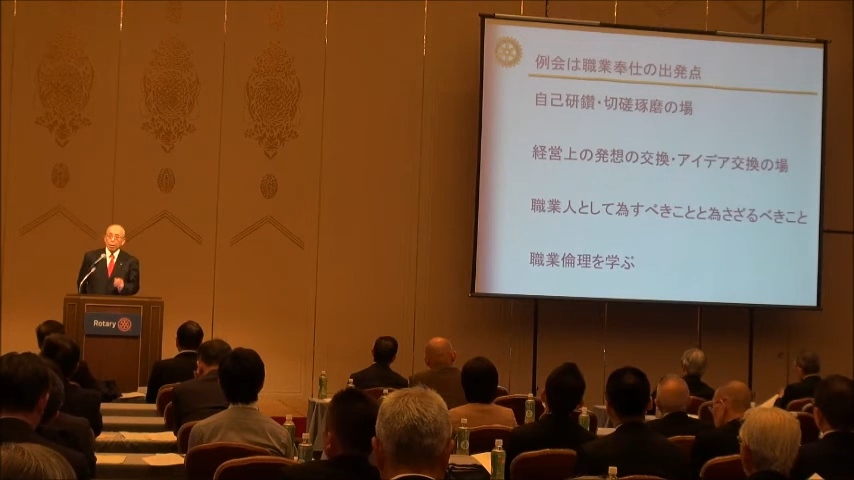 例会は職業奉仕の出発点
自己研鑽・切磋琢磨の場
経営上の発想の交換・アイデア交換の場
職業人として為すべきことと為さざるべきこと
職業倫理を学ぶ
Rotary